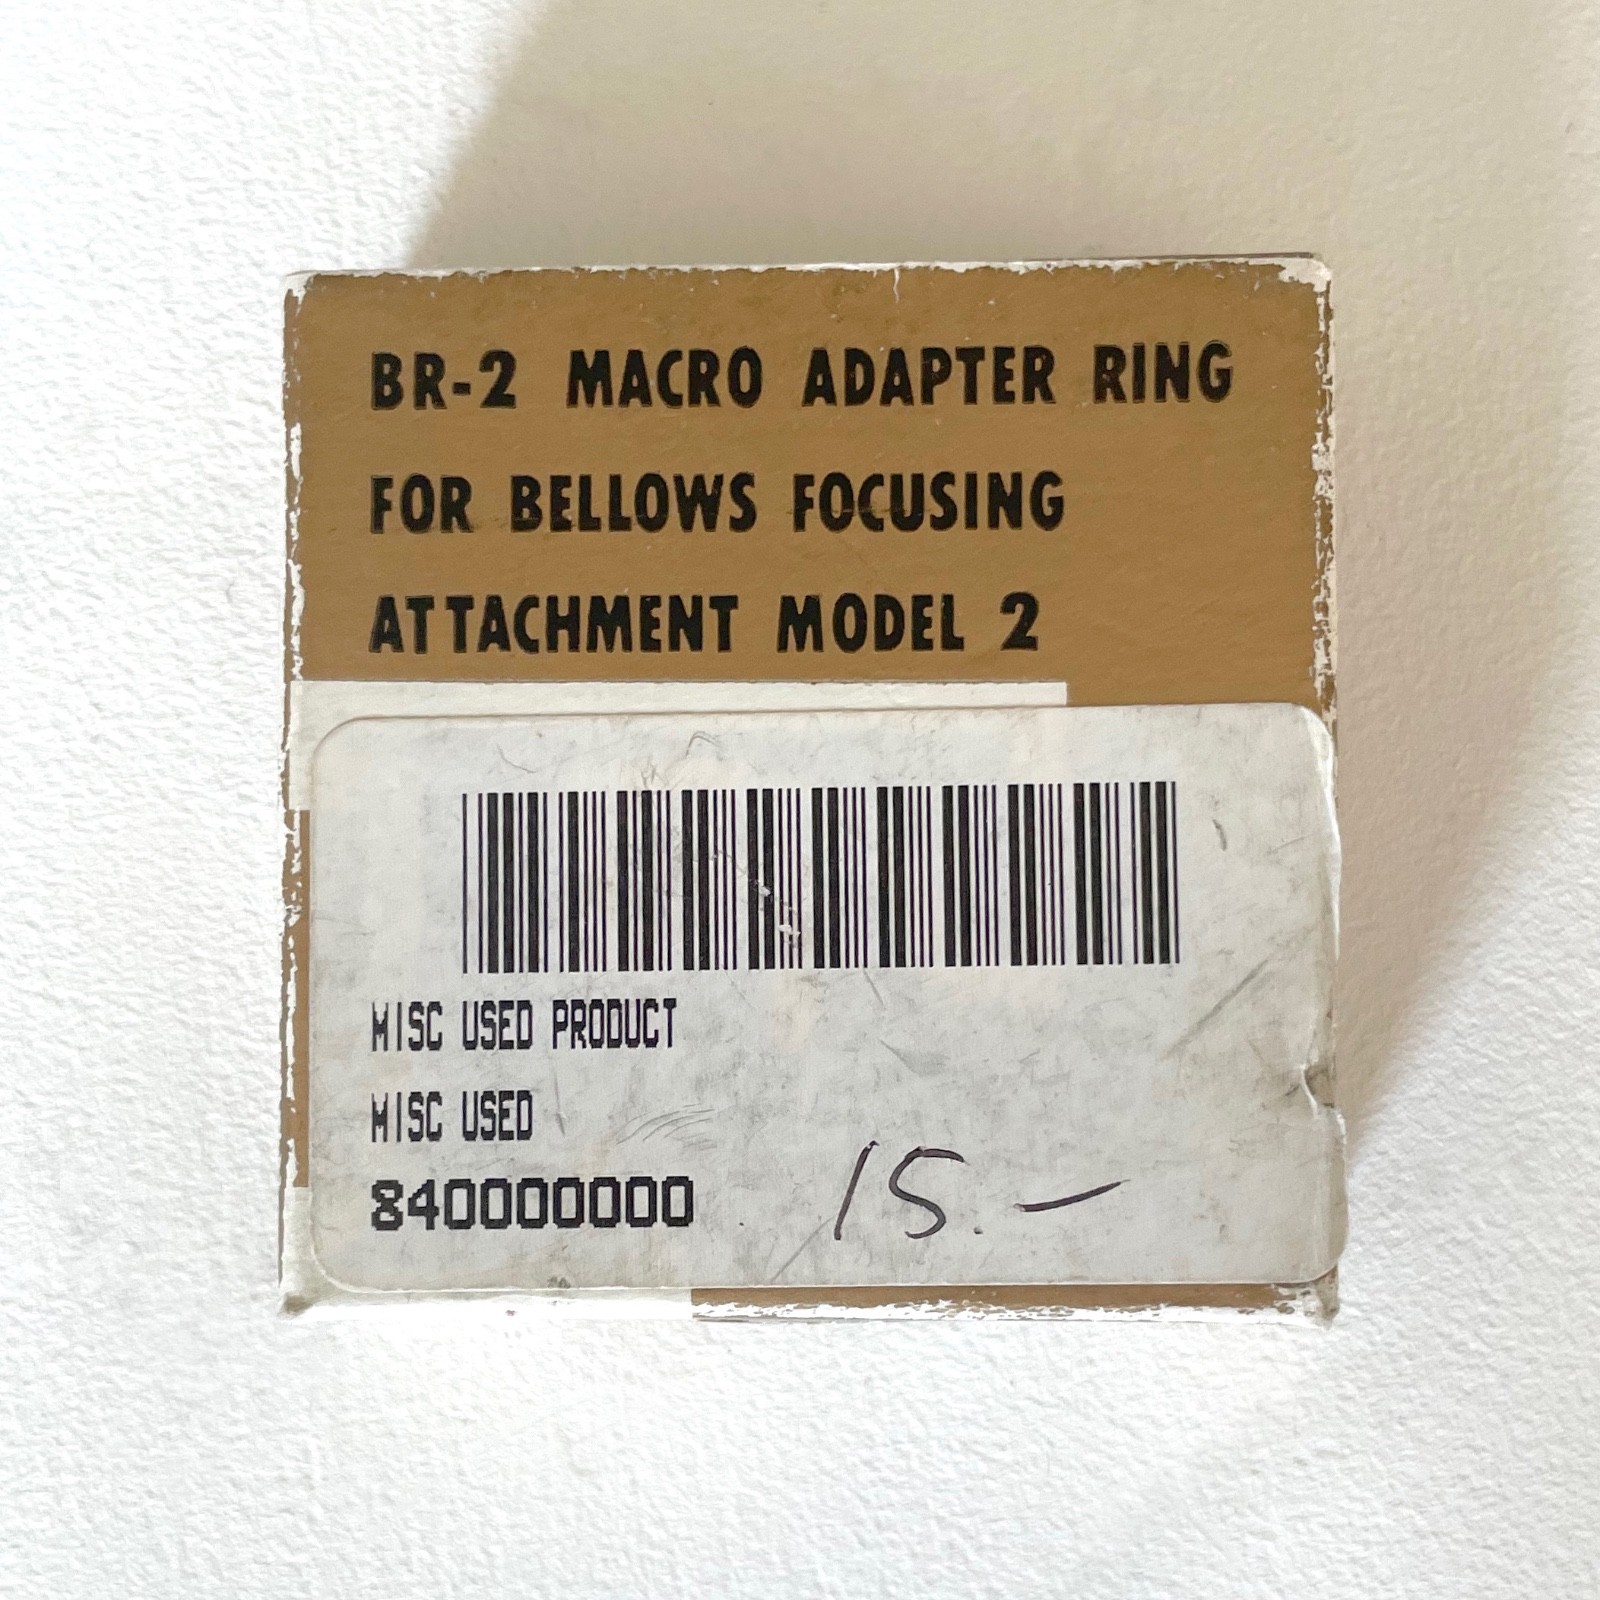 BR-2 MACRO ADAPTER RING
FOR BELLOWS FOCUSING
ATTACHMENT MODEL 2
MISC USED PRODUCT
MISC USED
840000000
15.-